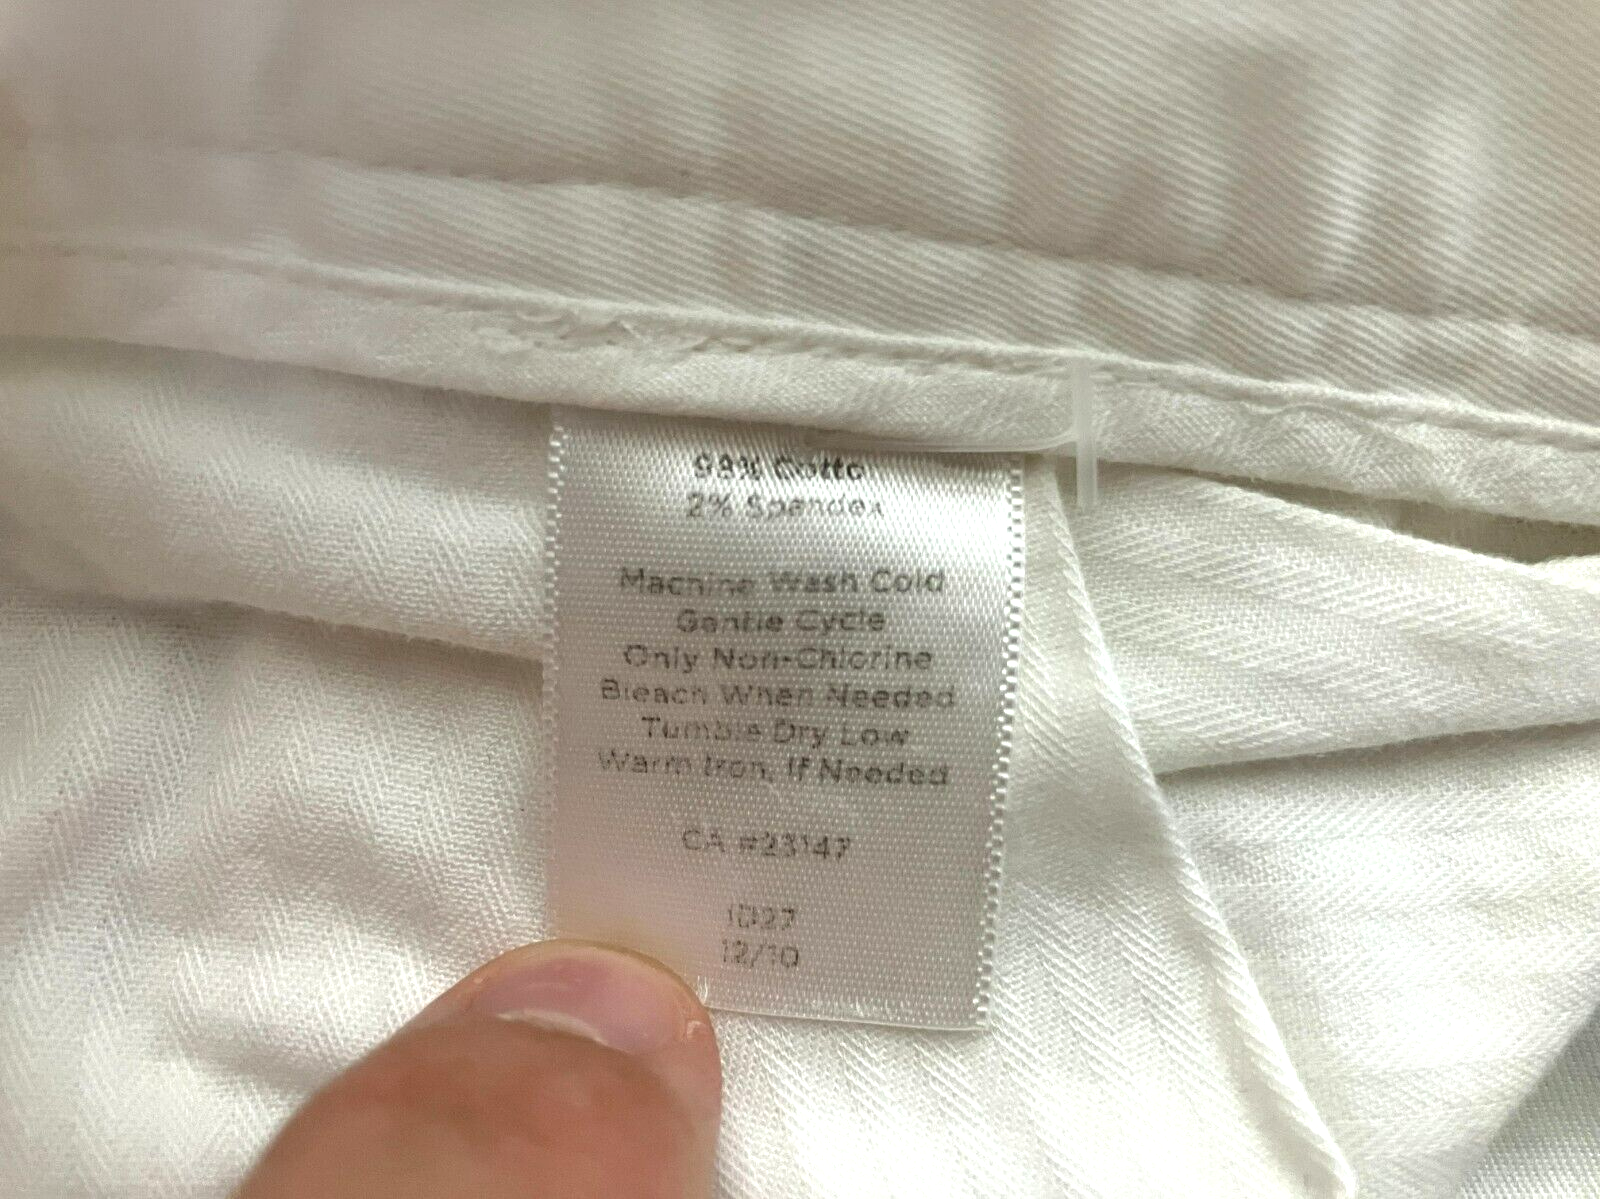 98% Cotto
2% Spandex
Machine Wash Cold
Gentle Cycle
Only Non-Chlorine
Bleach When Needed
Tumble Dry Low
Warm Iron, If Needed
CA #23147
1027
12/10